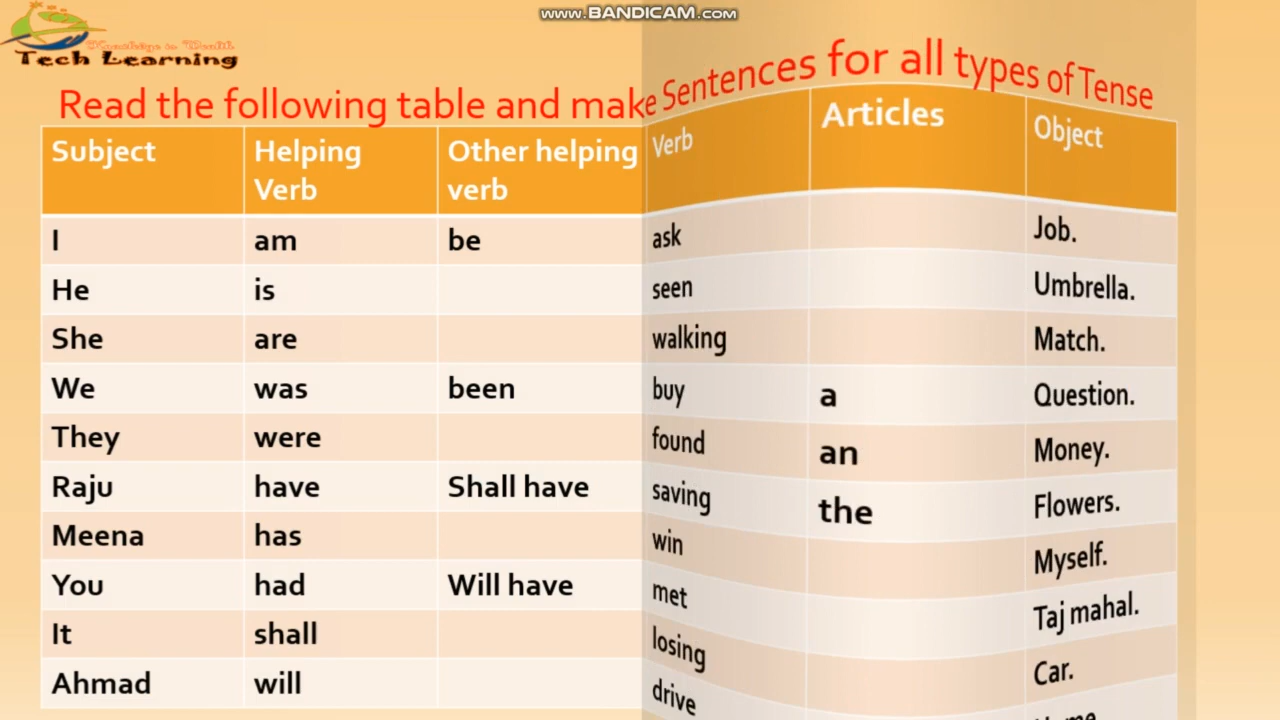 www.BANDICAM.com
Knowledge is Wealth
Tech Learning
Read the following table and make Sentences for all types of Tense
Subject Helping Verb Other helping verb Verb Articles Object
I am be ask Job.
He is seen Umbrella.
She are walking Match.
We was been buy a Question.
They were found an Money.
Raju have Shall have saving the Flowers.
Meena has win Myself.
You had Will have met Taj mahal.
It shall losing Car.
Ahmad will drive